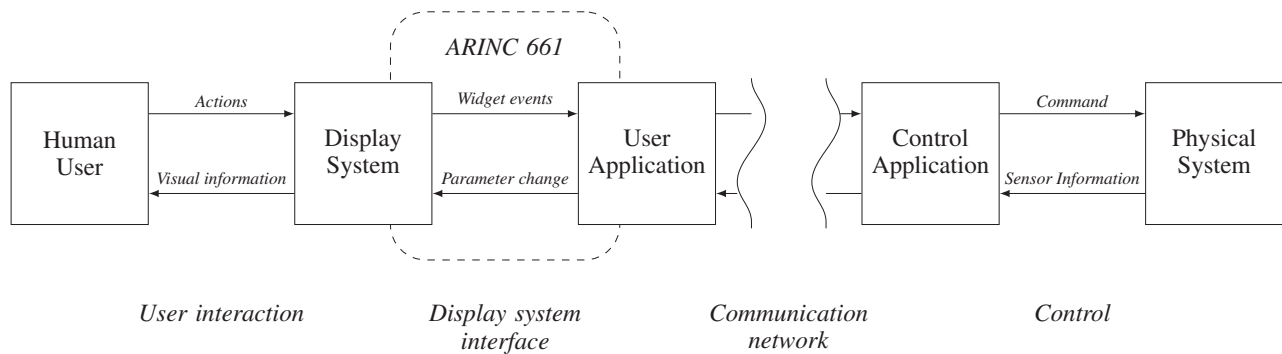 ARINC 661
Actions
Widget events
Command
Human
User
Display
System
User
Application
Control
Application
Physical
System
Visual information
Parameter change
Sensor Information
User interaction
Display system
interface
Communication
network
Control